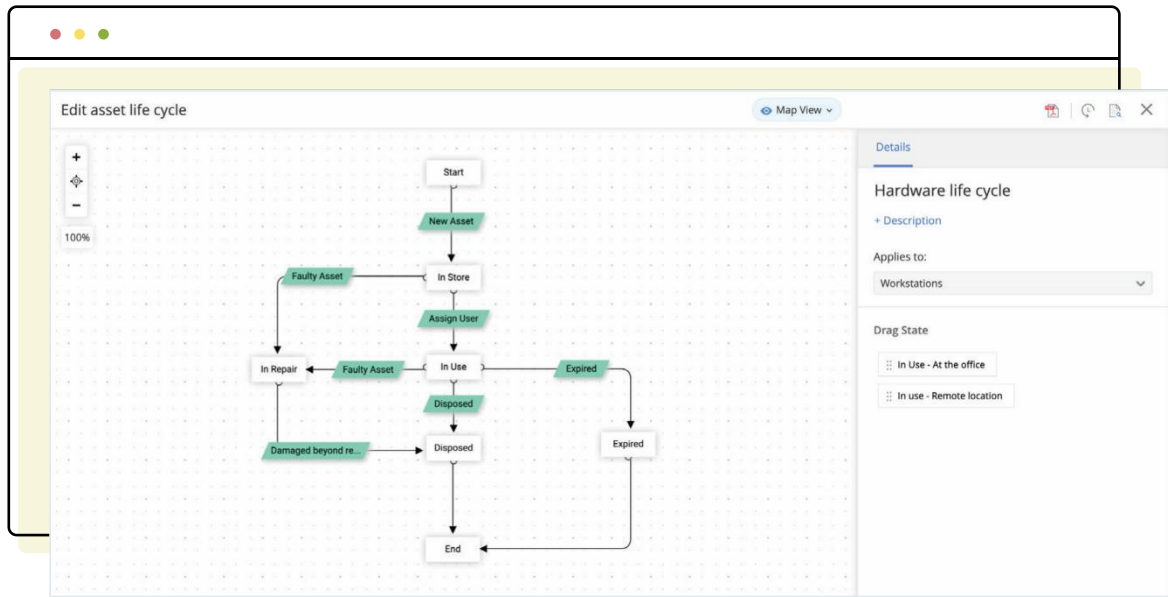 Edit asset life cycle
Map View
+
−
100%
Start
New Asset
Faulty Asset
In Store
Assign User
In Repair
Faulty Asset
In Use
Expired
Disposed
Damaged beyond re...
Disposed
Expired
End
Details
Hardware life cycle
+ Description
Applies to:
Workstations
Drag State
In Use - At the office
In use - Remote location